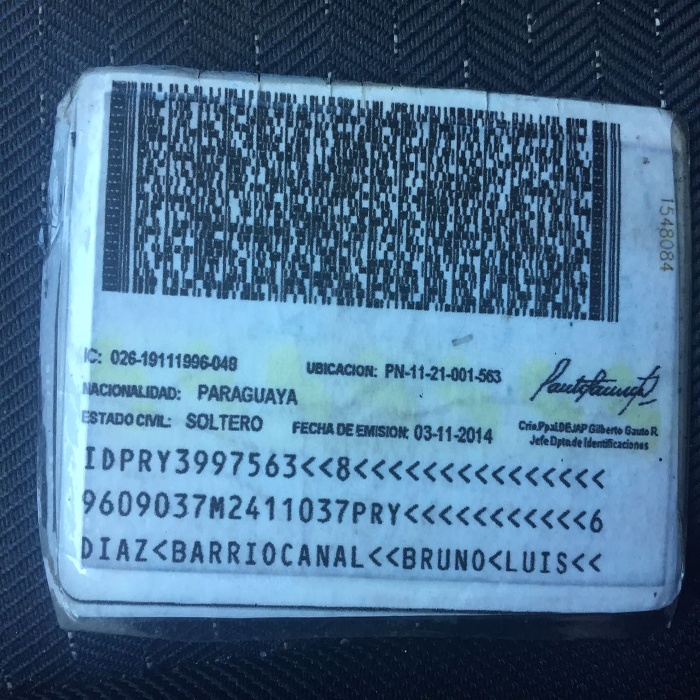 1548084
IC: 026-19111996-048
UBICACION: PN-11-21-001-563
NACIONALIDAD: PARAGUAYA
ESTADO CIVIL: SOLTERO
FECHA DE EMISION: 03-11-2014
Crio.Ppal.DEJAP Gilberto Gauto R.
Jefe Dpto.de Identificaciones
IDPRY3997563<<8<<<<<<<<<<<<<<<
9609037M2411037PRY<<<<<<<<<<<6
DIAZ<BARRIOCANAL<<BRUNO<LUIS<<